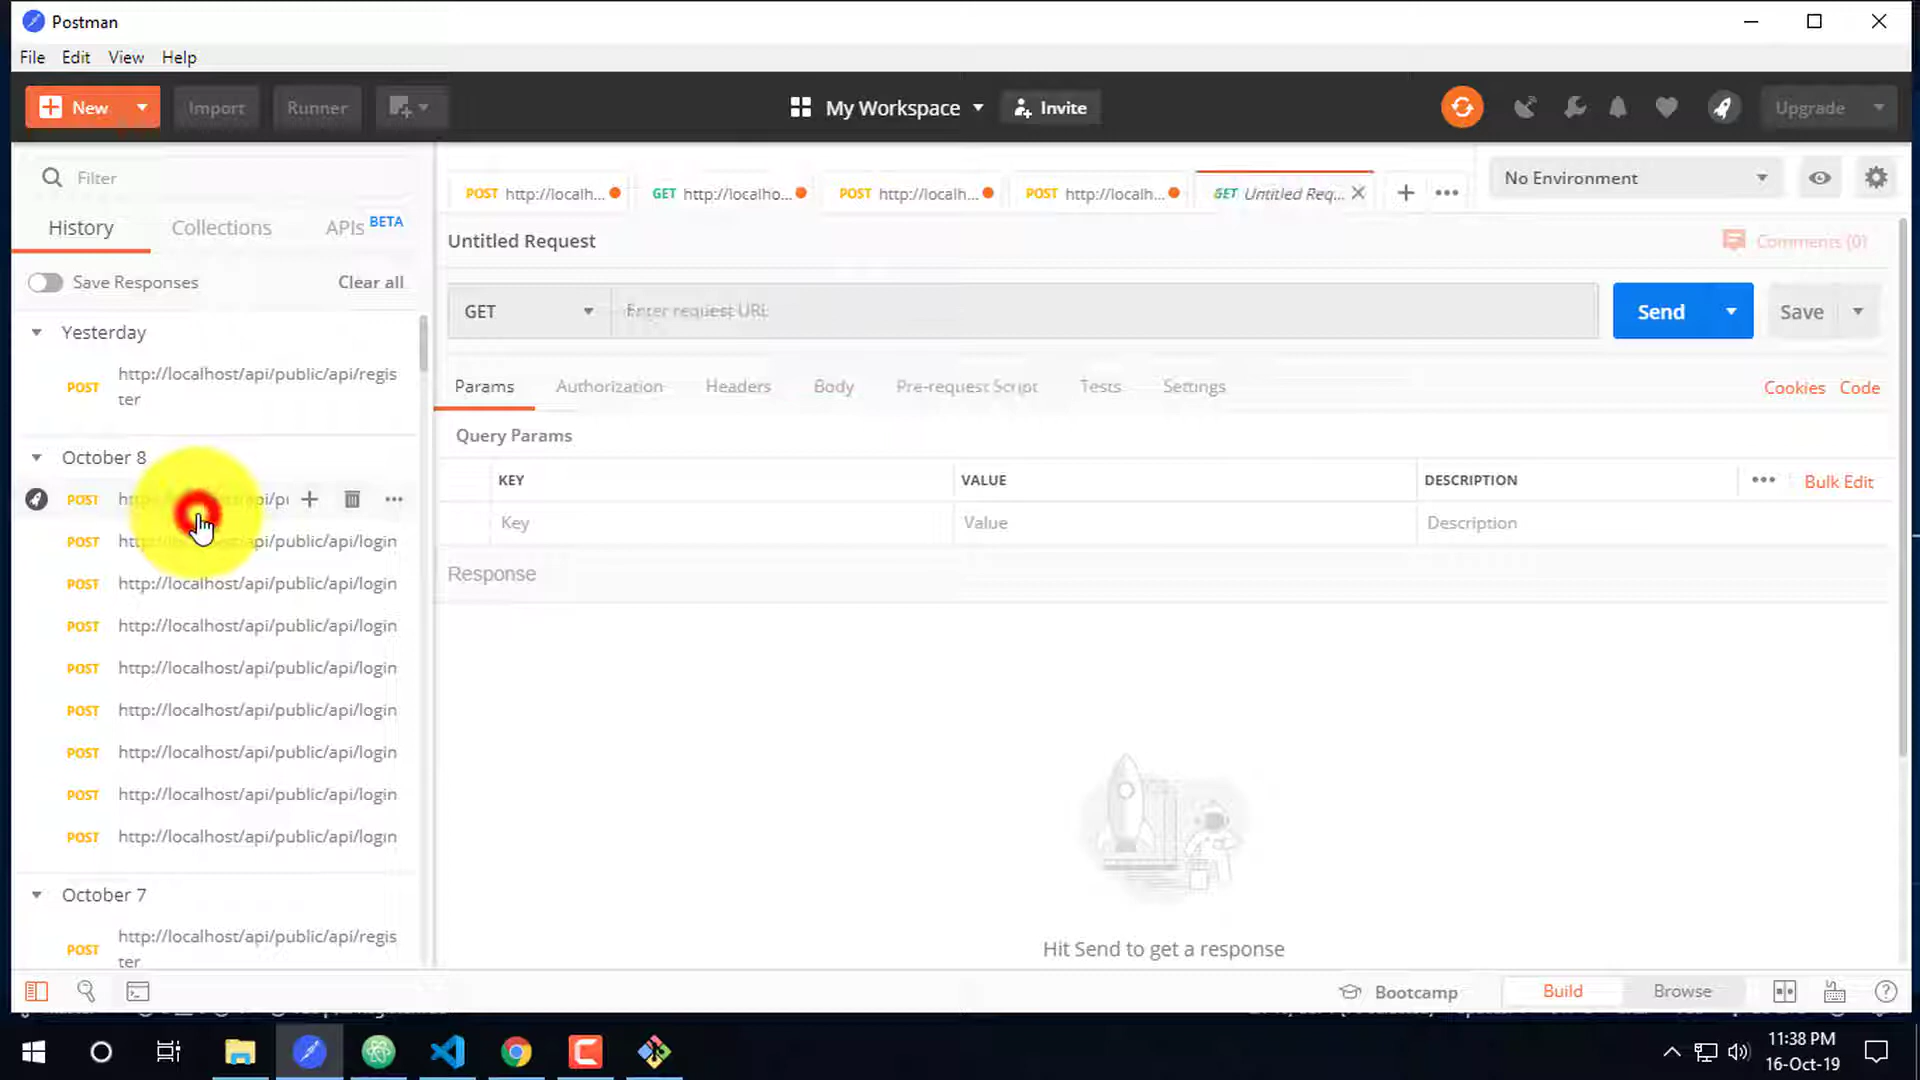 Postman
File Edit View Help
New Import Runner My Workspace Invite Upgrade
Filter
History Collections APIs BETA
Save Responses Clear all
Yesterday
POST http://localhost/api/public/api/regis
ter
October 8
POST
POST api/public/api/login
POST http://localhost/api/public/api/login
POST http://localhost/api/public/api/login
POST http://localhost/api/public/api/login
POST http://localhost/api/public/api/login
POST http://localhost/api/public/api/login
POST http://localhost/api/public/api/login
POST http://localhost/api/public/api/login
October 7
POST http://localhost/api/public/api/regis
ter
POST http://localh... GET http://localho... POST http://localh... POST http://localh... GET Untitled Req... No Environment
Untitled Request Comments (0)
GET Enter request URL Send Save
Params Authorization Headers Body Pre-request Script Tests Settings Cookies Code
Query Params
KEY VALUE DESCRIPTION Bulk Edit
Key Value Description
Response
Hit Send to get a response
Bootcamp Build Browse
11:38 PM
16-Oct-19